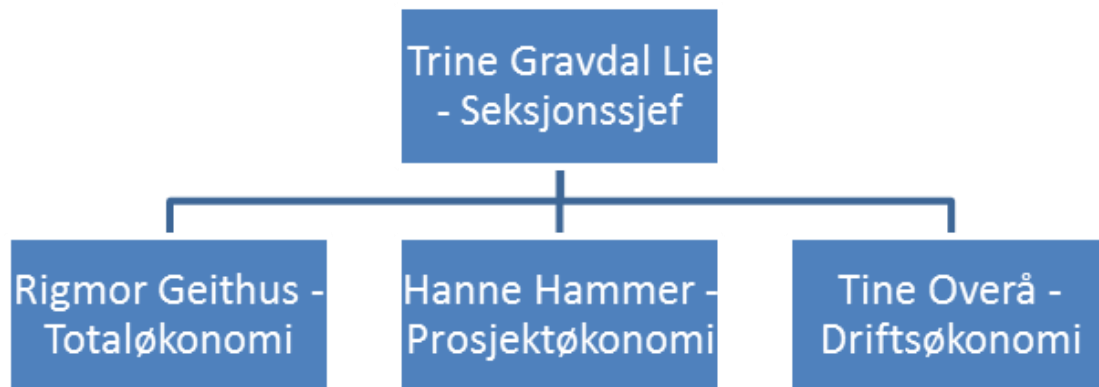 Trine Gravdal Lie
- Seksjonssjef
Rigmor Geithus -
Totaløkonomi
Hanne Hammer -
Prosjektøkonomi
Tine Overå -
Driftsøkonomi